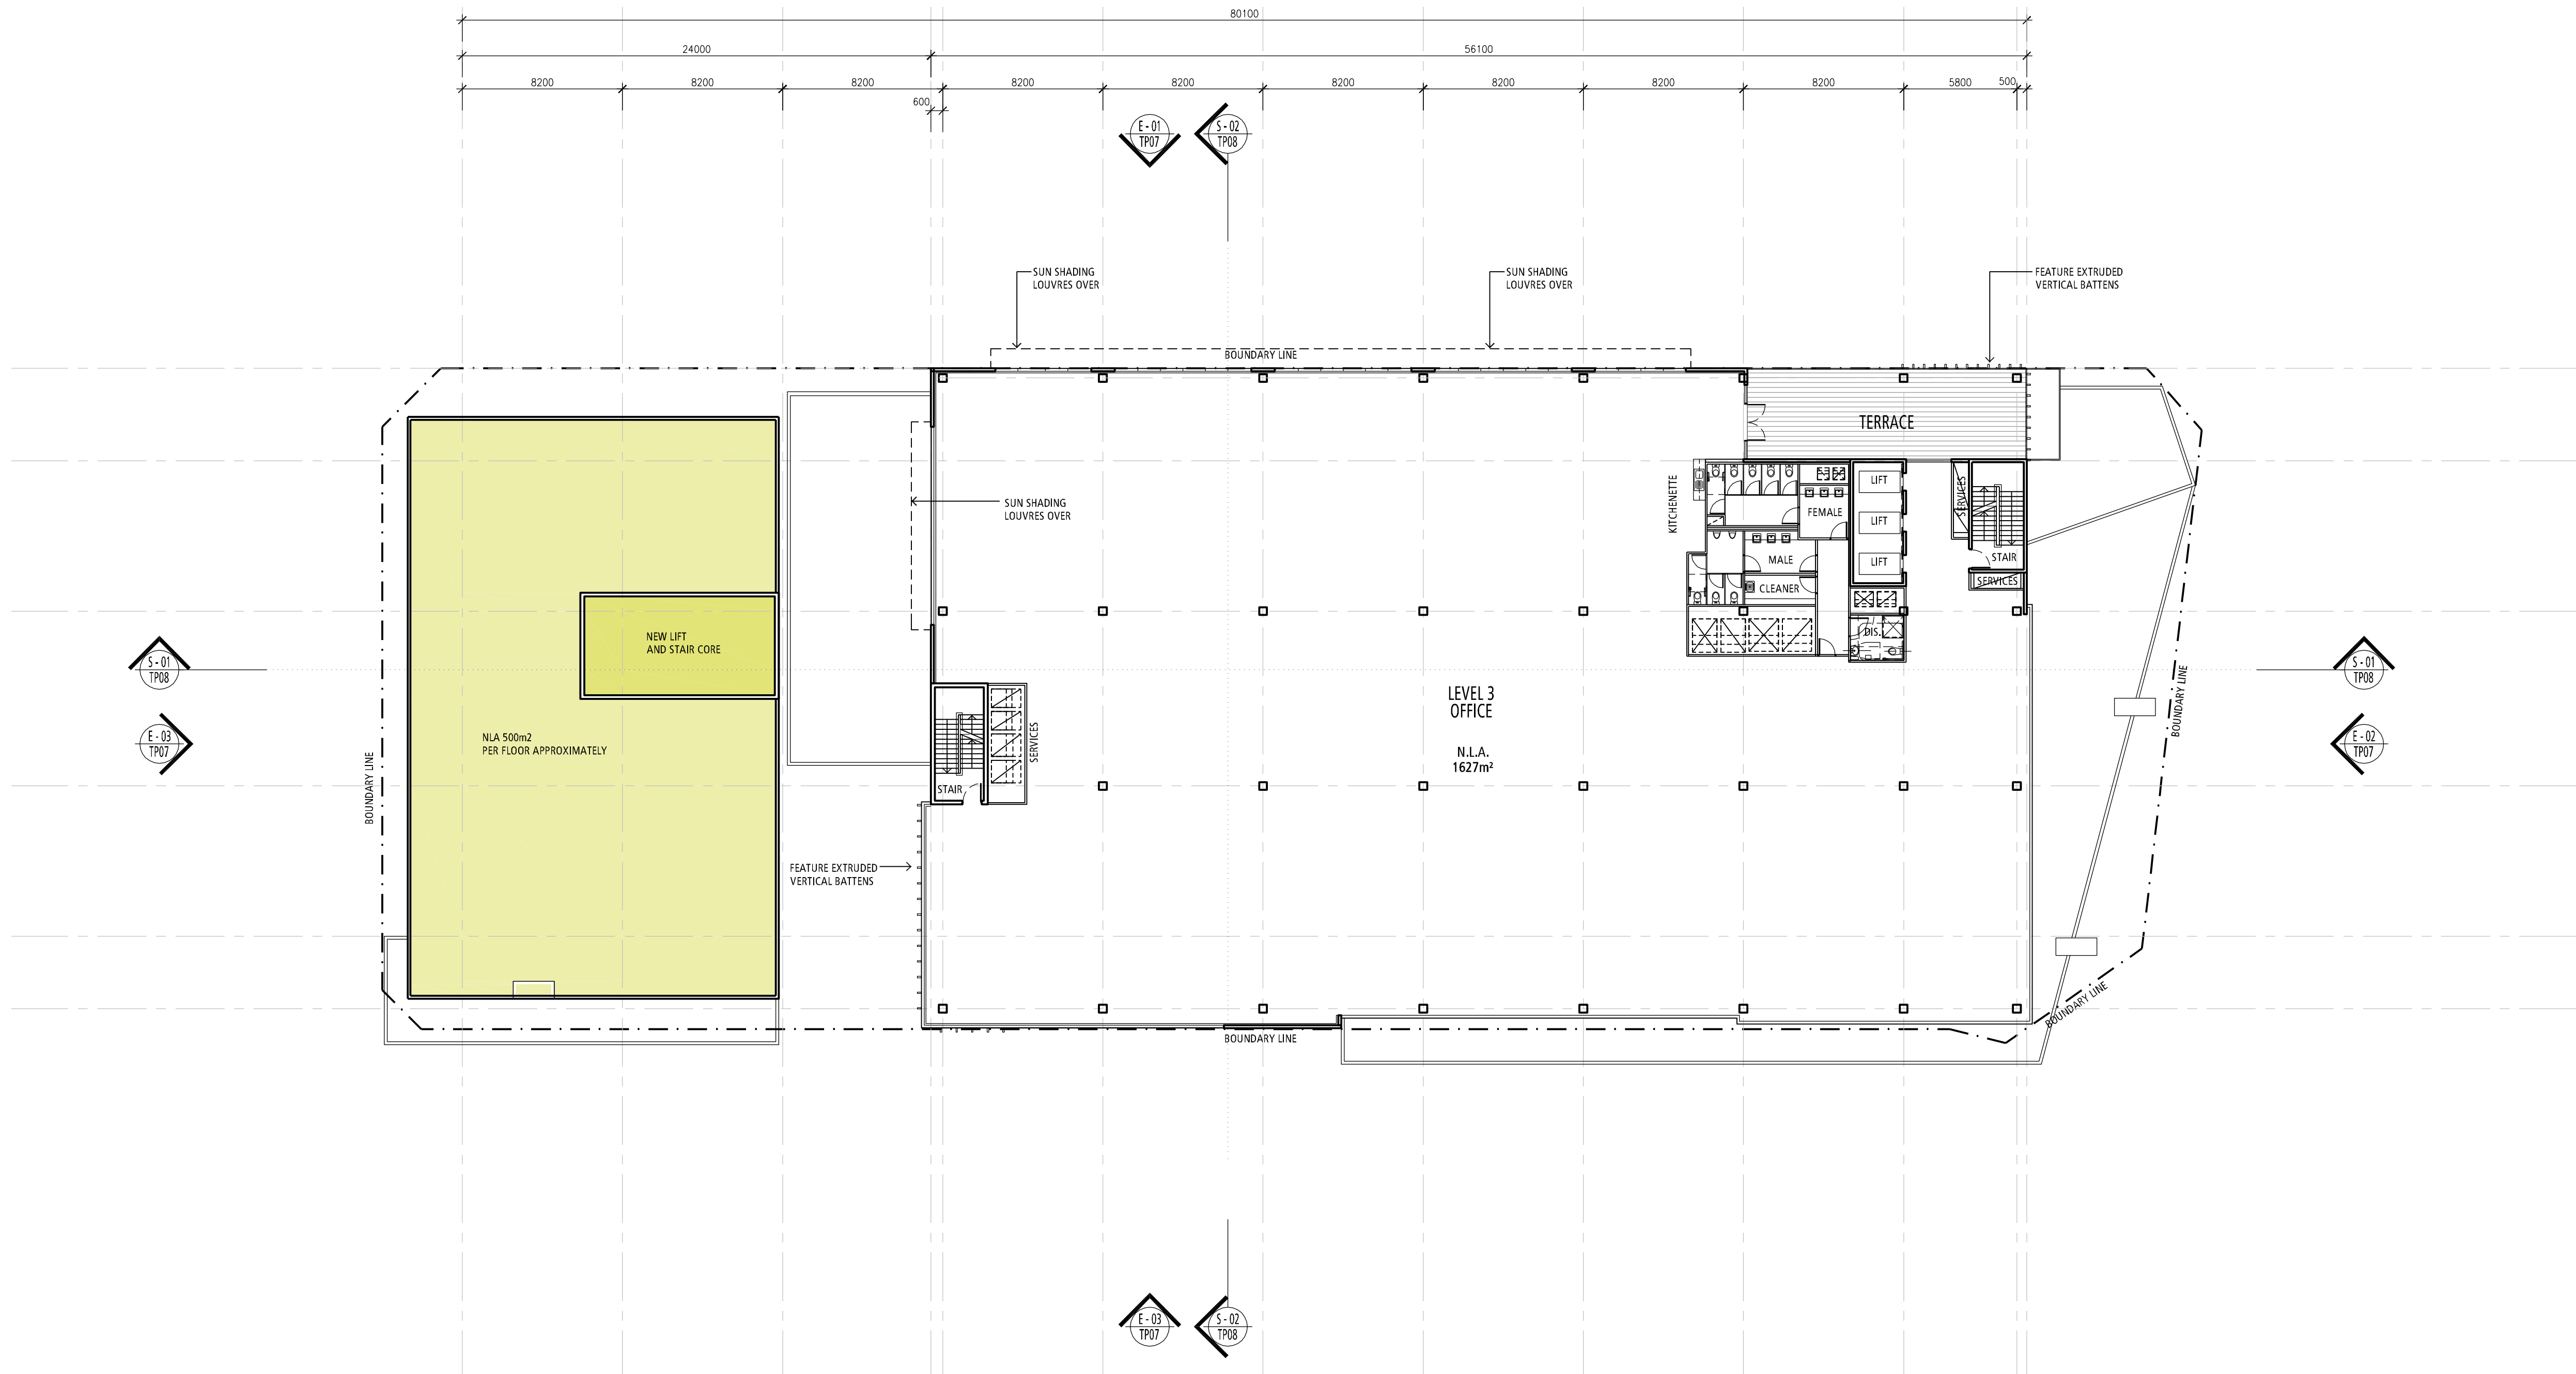 80100
24000
56100
8200
8200
8200
8200
8200
8200
8200
8200
8200
5800
500
600
E - 01
TP07
S - 02
TP08
SUN SHADING
LOUVRES OVER
SUN SHADING
LOUVRES OVER
FEATURE EXTRUDED
VERTICAL BATTENS
BOUNDARY LINE
TERRACE
SUN SHADING
LOUVRES OVER
KITCHENETTE
LIFT
LIFT
LIFT
FEMALE
MALE
CLEANER
DIS.
SERVICES
STAIR
SERVICES
NEW LIFT
AND STAIR CORE
S - 01
TP08
E - 03
TP07
NLA 500m2
PER FLOOR APPROXIMATELY
BOUNDARY LINE
STAIR
SERVICES
LEVEL 3
OFFICE
N.L.A.
1627m²
S - 01
TP08
E - 02
TP07
BOUNDARY LINE
FEATURE EXTRUDED
VERTICAL BATTENS
BOUNDARY LINE
BOUNDARY LINE
E - 03
TP07
S - 02
TP08